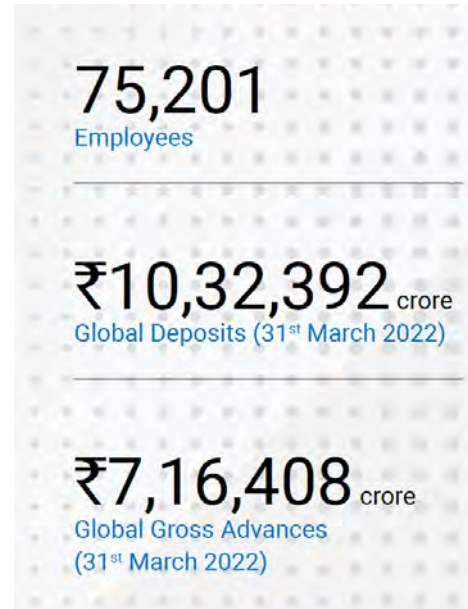 75,201
Employees
₹10,32,392 crore
Global Deposits (31st March 2022)
₹7,16,408 crore
Global Gross Advances
(31st March 2022)